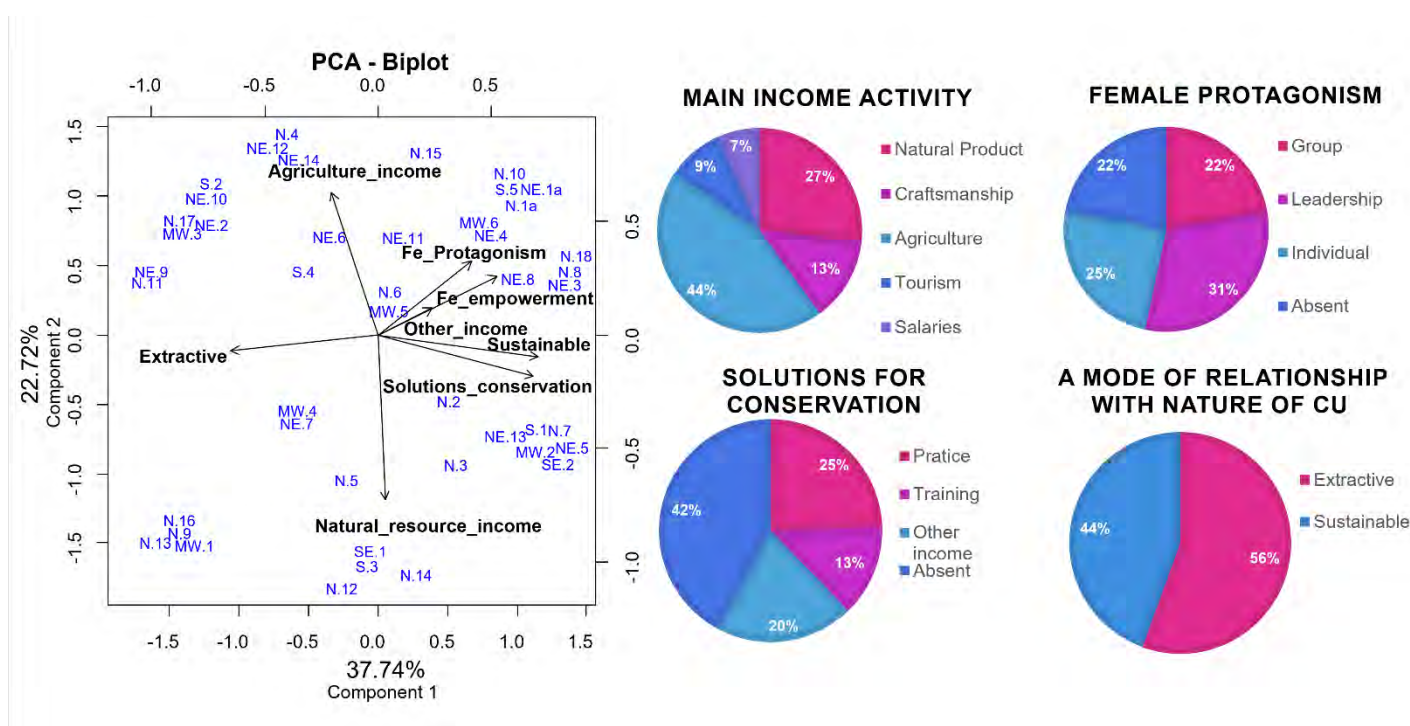 PCA - Biplot
-1.0 -0.5 0.0 0.5
1.5
1.0
0.5
0.0
-0.5
-1.0
-1.5
22.72%
Component 2
N.4
NE.12
NE.14
N.15
Agriculture_income
N.10
S.2
S.5 NE.1a
NE.10
N.1a
N.17
NE.2
MW.3
MW.6
NE.4
NE.6
NE.11
Fe_Protagonism
N.18
NE.9
S.4
N.8
N.11
NE.8
NE.3
N.6
Fe_empowerment
MW.5
Other_income
Sustainable
Extractive
Solutions_conservation
N.2
MW.4
NE.7
S.1 N.7
NE.13
MW.2 NE.5
N.3
SE.2
N.5
Natural_resource_income
N.16
N.9
N.13 MW.1
SE.1
S.3
N.14
N.12
0.5
0.0
-0.5
-1.0
-1.5 -1.0 -0.5 0.0 0.5 1.0 1.5
37.74%
Component 1
MAIN INCOME ACTIVITY
7%
9%
27%
13%
44%
Natural Product
Craftsmanship
Agriculture
Tourism
Salaries
FEMALE PROTAGONISM
22%
22%
25%
31%
Group
Leadership
Individual
Absent
SOLUTIONS FOR
CONSERVATION
25%
42%
13%
20%
Pratice
Training
Other
income
Absent
A MODE OF RELATIONSHIP
WITH NATURE OF CU
44%
56%
Extractive
Sustainable